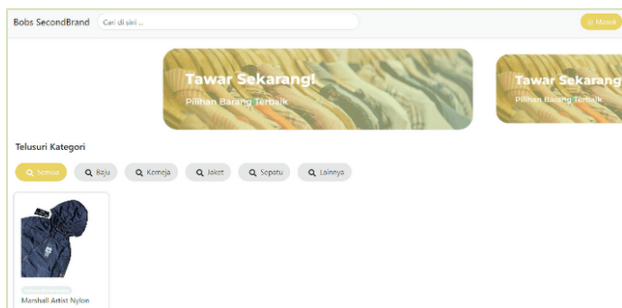 Bobs SecondBrand
Cari di sini ...
Masuk
Tawar Sekarang!
Pilihan Barang Terbaik
Tawar Sekarang
Pilihan Barang Terbaik
Telusuri Kategori
Semua
Baju
Kemeja
Jaket
Sepatu
Lainnya
Marshall Artist Nylon